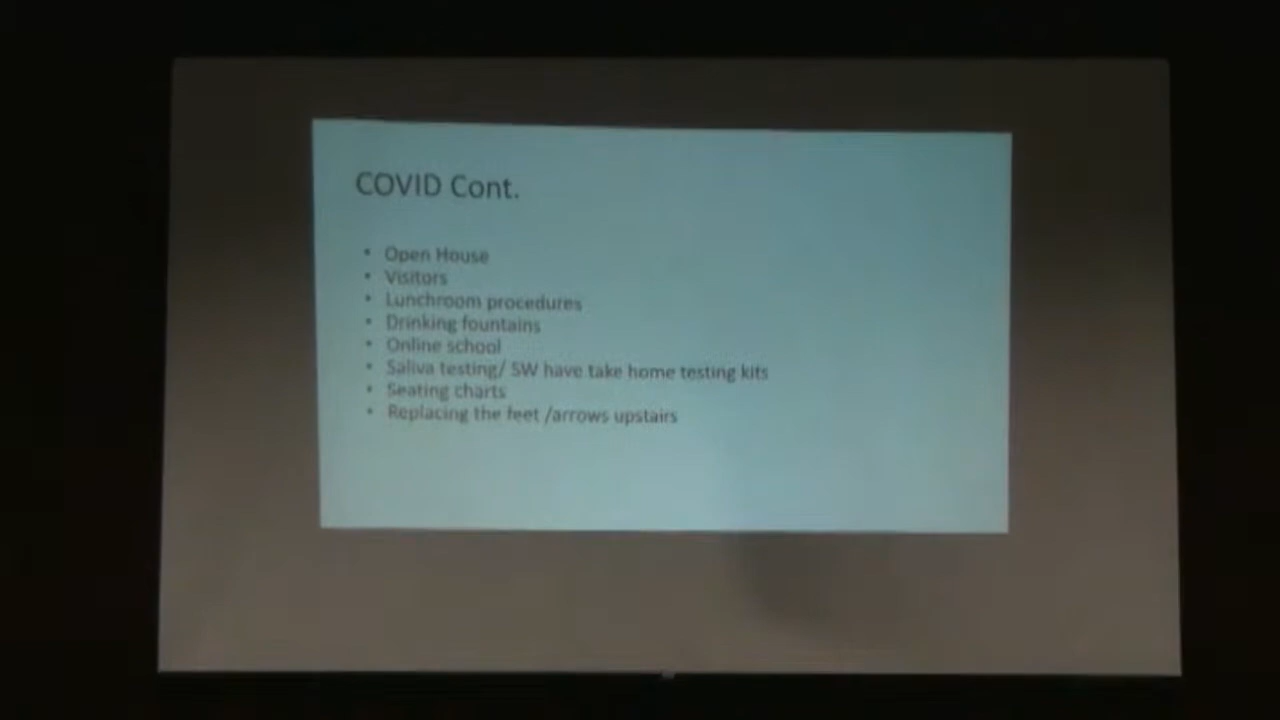 COVID Cont.
• Open House
• Visitors
• Lunchroom procedures
• Drinking fountains
• Online school
• Saliva testing/ SW have take home testing kits
• Seating charts
• Replacing the feet /arrows upstairs